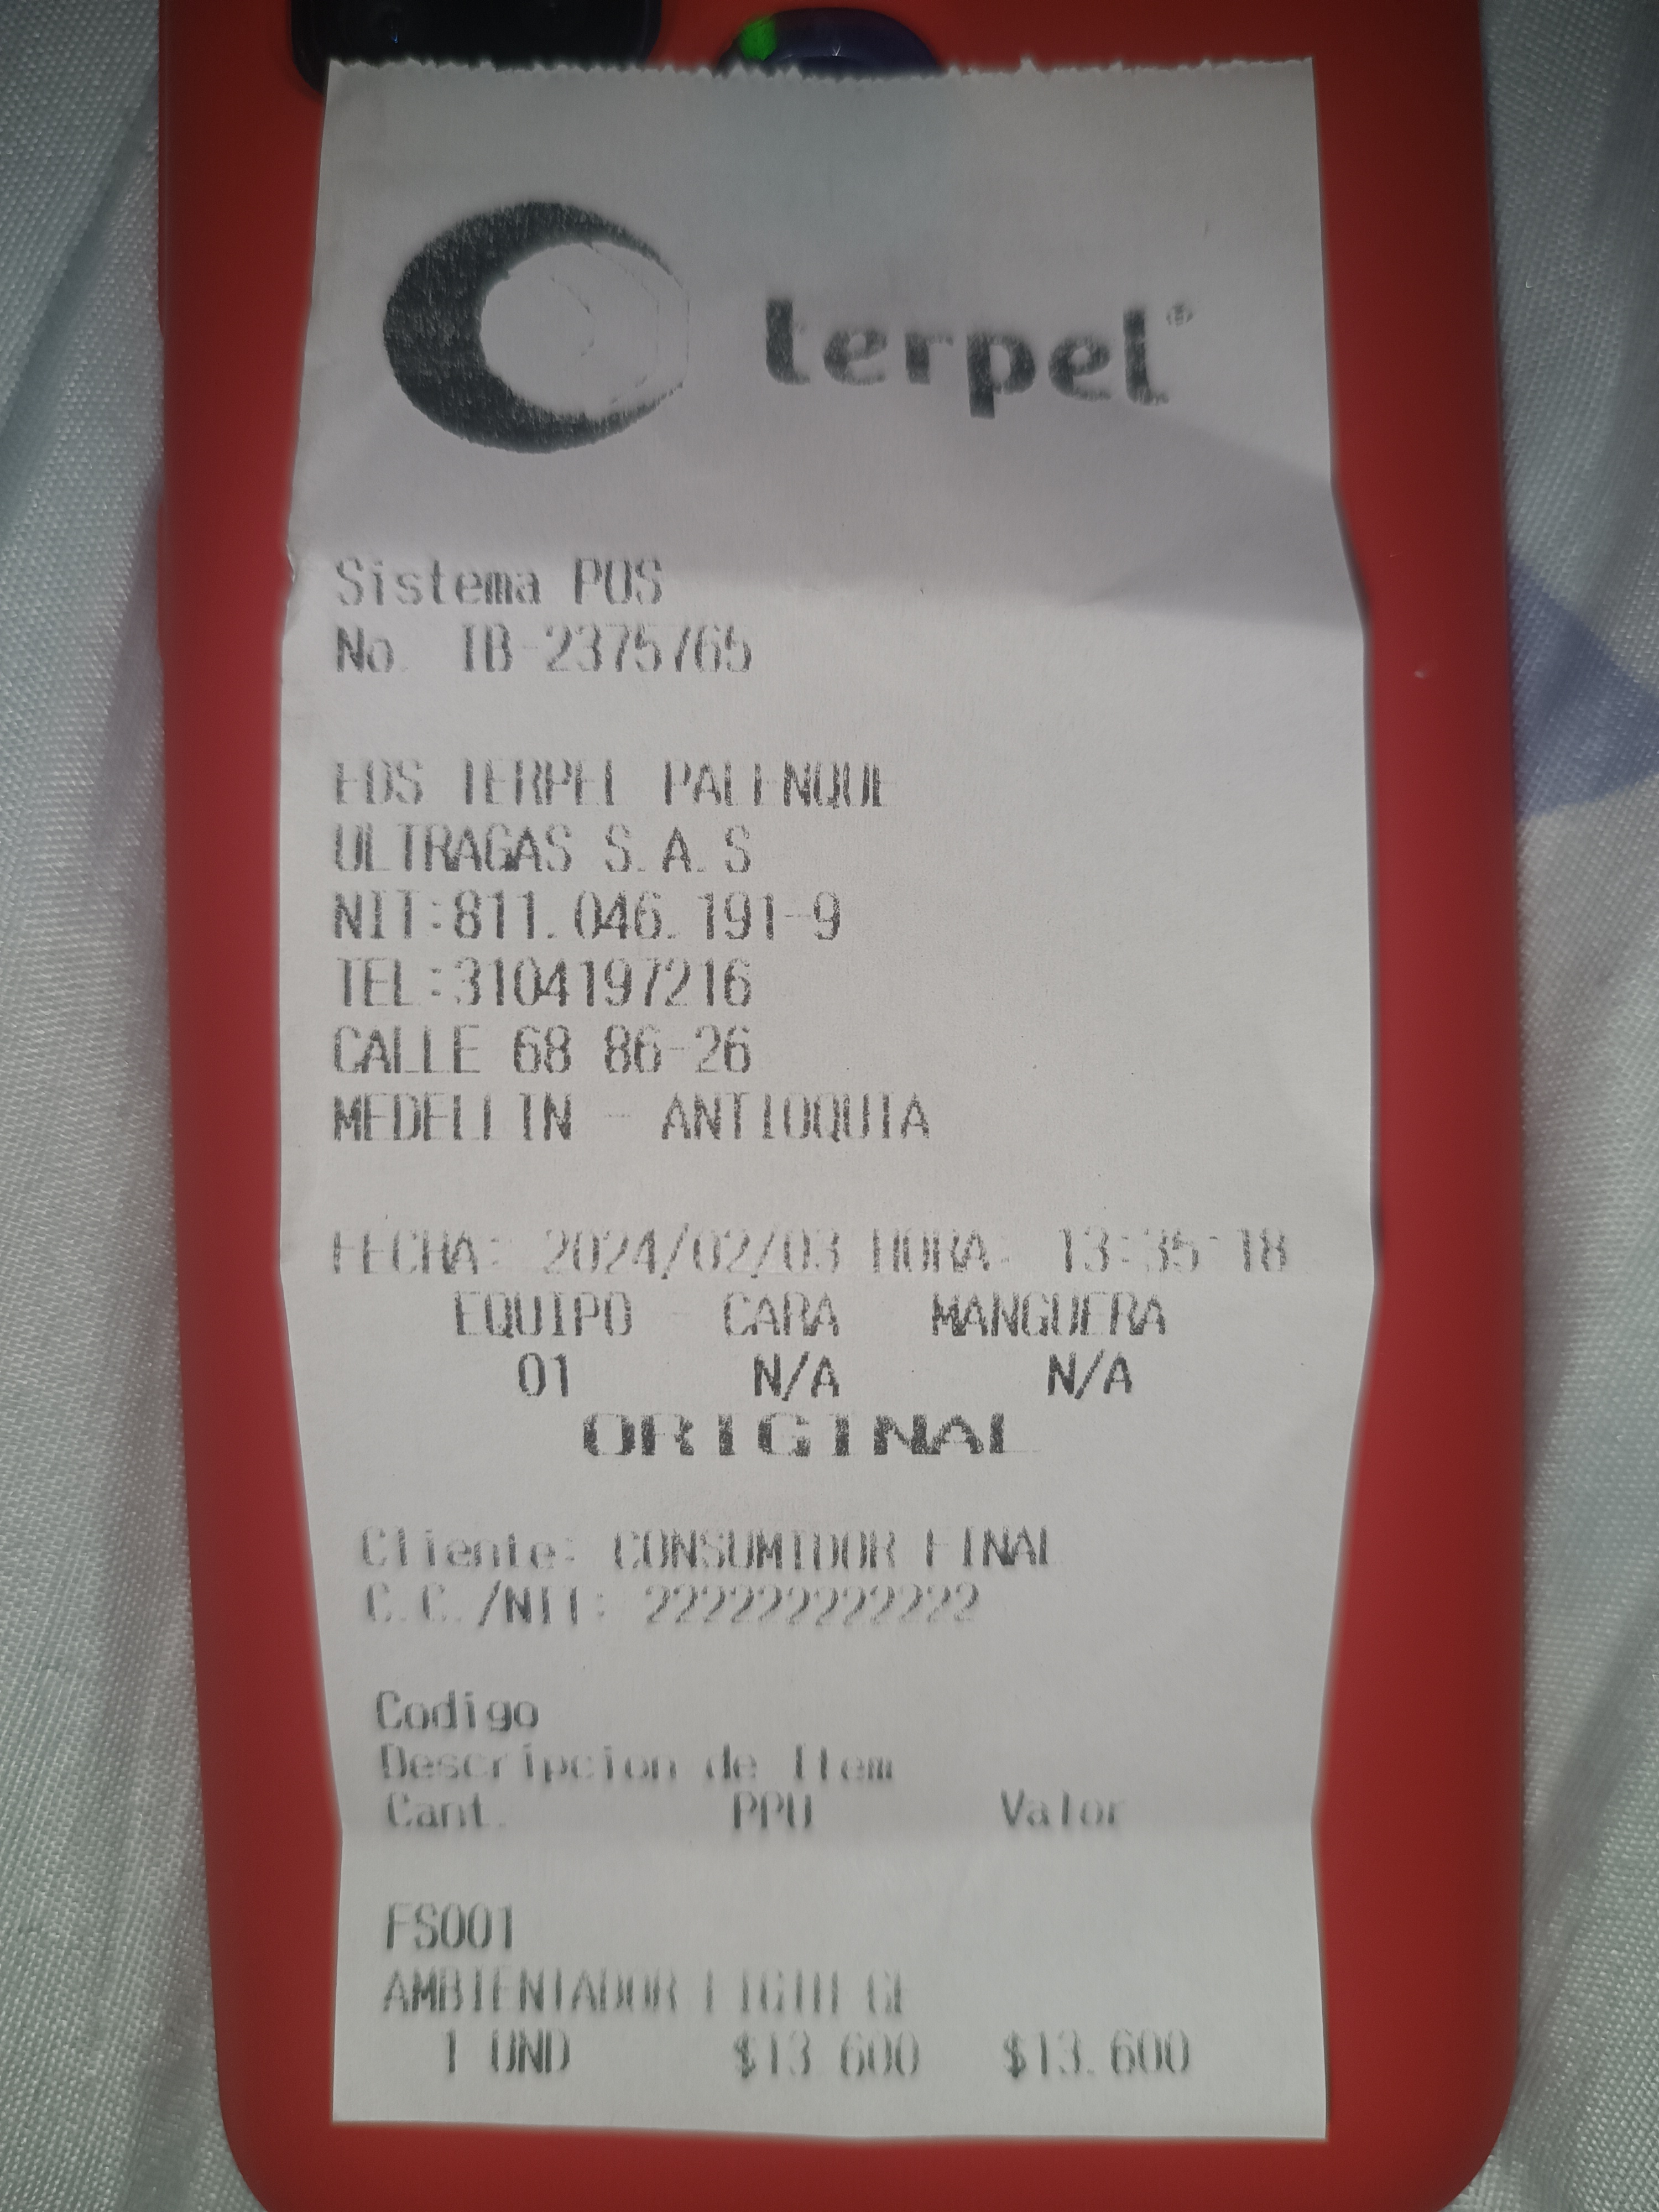 terpel®
Sistema POS
No. IB-2375765
EDS TERPEL PALENQUE
ULTRAGAS S.A.S
NIT:811.046.191-9
TEL:3104197216
CALLE 68 86-26
MEDELLIN - ANTIOQUIA
FECHA: 2024/02/03 HORA: 13:35:18
EQUIPO CARA MANGUERA
01 N/A N/A
ORIGINAL
Cliente: CONSUMIDOR FINAL
C.C./NIT: 222222222222
Codigo
Descripcion de Item
Cant. PPU Valor
FS001
AMBIENTADOR
1 UND $13.600 $13.600